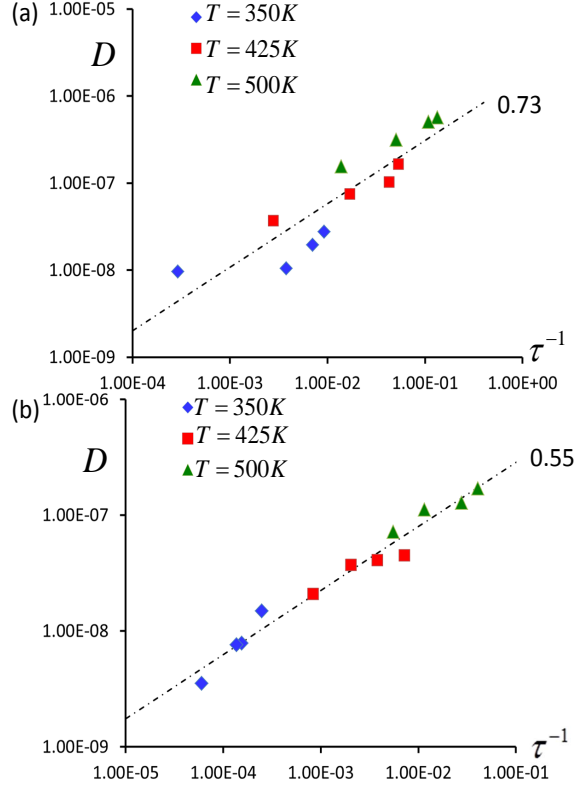 (a)
1.00E-05
D
T = 350K
T = 425K
T = 500K
1.00E-06
0.73
1.00E-07
1.00E-08
1.00E-09
τ⁻¹
1.00E-04 1.00E-03 1.00E-02 1.00E-01 1.00E+00
(b)
1.00E-06
T = 350K
T = 425K
D
T = 500K
0.55
1.00E-07
1.00E-08
1.00E-09
τ⁻¹
1.00E-05 1.00E-04 1.00E-03 1.00E-02 1.00E-01